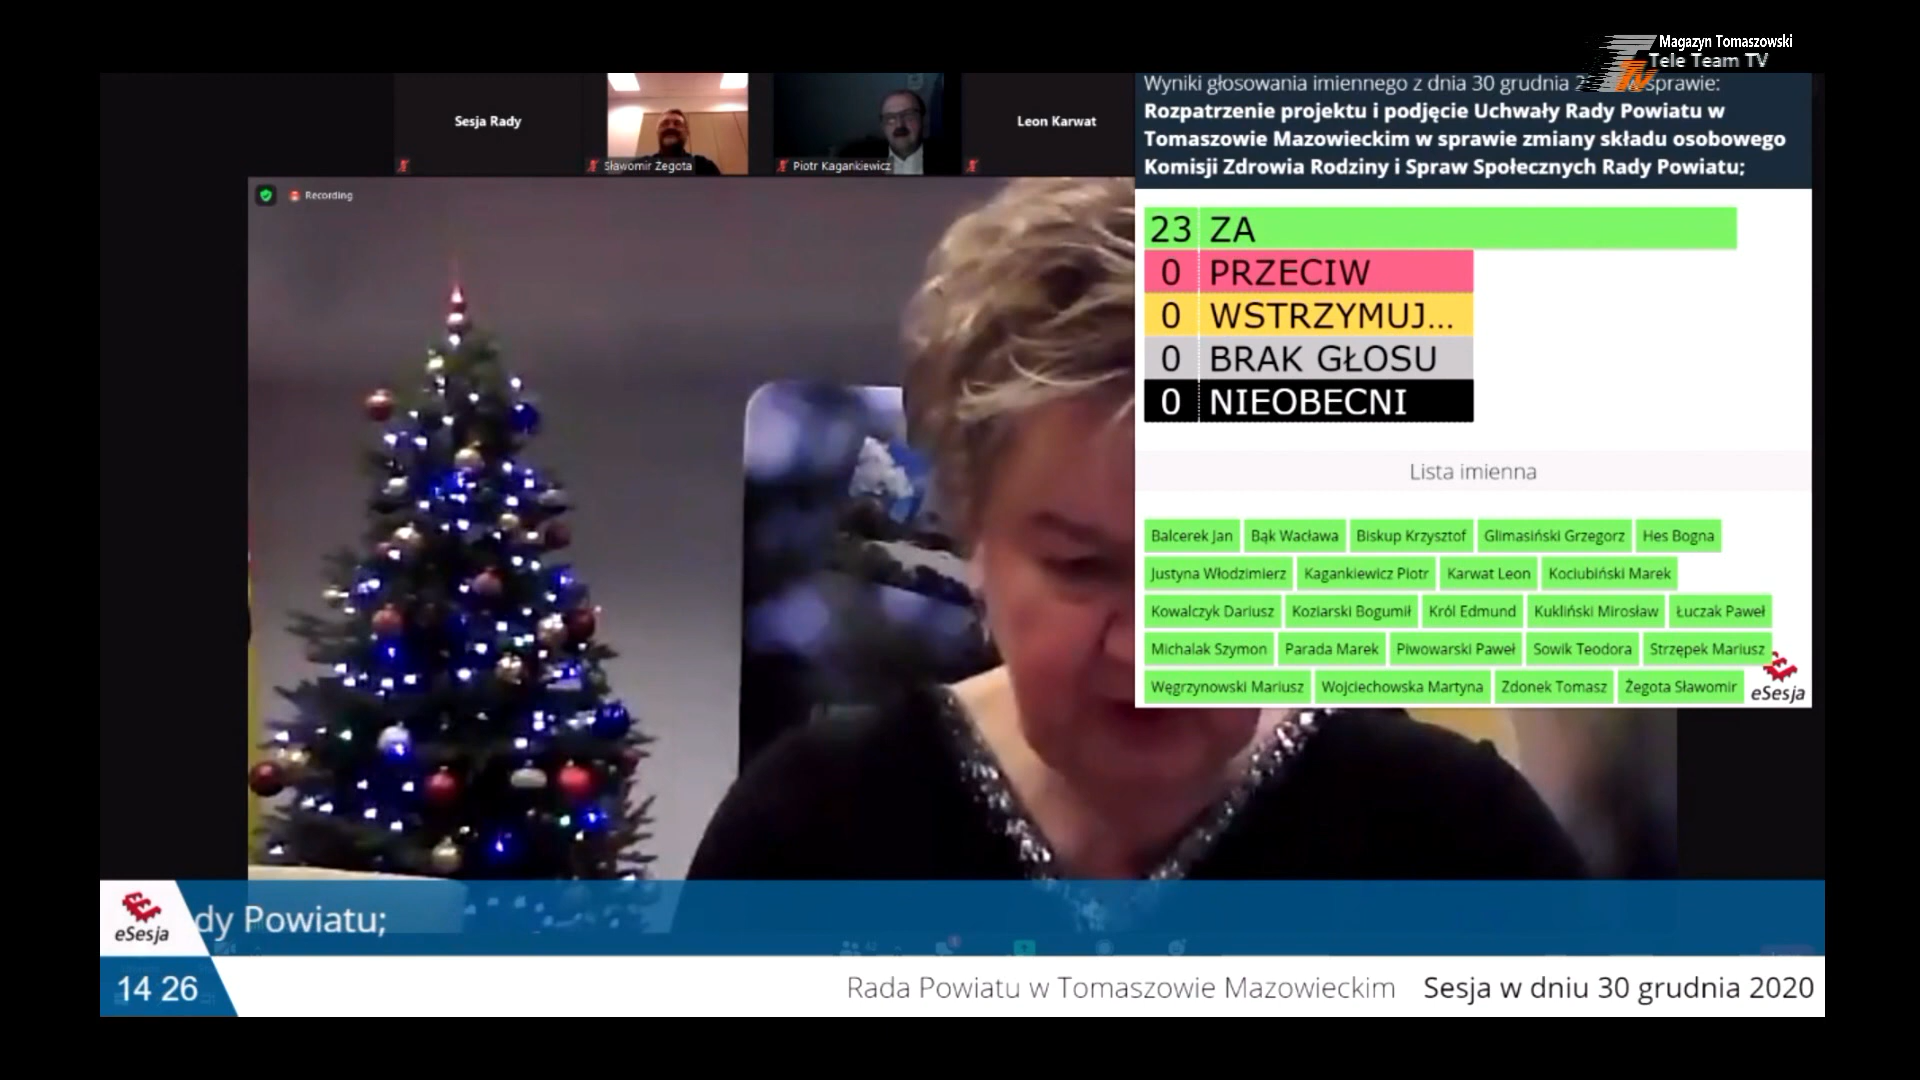 Magazyn Tomaszowski
Tele Team TV
Sesja Rady
Sławomir Żegota
Piotr Kagankiewicz
Leon Karwat
Recording
Wyniki głosowania imiennego z dnia 30 grudnia sprawie:
Rozpatrzenie projektu i podjęcie Uchwały Rady Powiatu w
Tomaszowie Mazowieckim w sprawie zmiany składu osobowego
Komisji Zdrowia Rodziny i Spraw Społecznych Rady Powiatu;
23 ZA
0 PRZECIW
0 WSTRZYMUJ...
0 BRAK GŁOSU
0 NIEOBECNI
Lista imienna
Balcerek Jan Bąk Wacława Biskup Krzysztof Glimasiński Grzegorz Hes Bogna
Justyna Włodzimierz Kagankiewicz Piotr Karwat Leon Kociubiński Marek
Kowalczyk Dariusz Koziarski Bogumił Król Edmund Kukliński Mirosław Łuczak Paweł
Michalak Szymon Parada Marek Piwowarski Paweł Sowik Teodora Strzępek Mariusz
Węgrzynowski Mariusz Wojciechowska Martyna Zdonek Tomasz Żegota Sławomir
eSesja
eSesja
dy Powiatu;
14 26
Rada Powiatu w Tomaszowie Mazowieckim Sesja w dniu 30 grudnia 2020